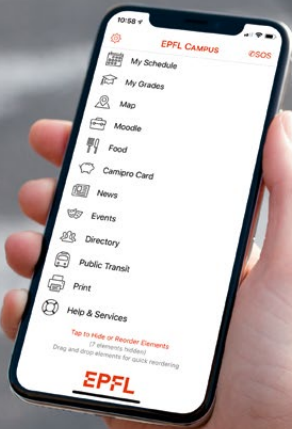 10:58
EPFL CAMPUS
SOS
My Schedule
My Grades
Map
Moodle
Food
Camipro Card
News
Events
Directory
Public Transit
Print
Help & Services
Tap to Hide or Reorder Elements
(7 elements hidden)
Drag and drop elements for quick reordering
EPFL